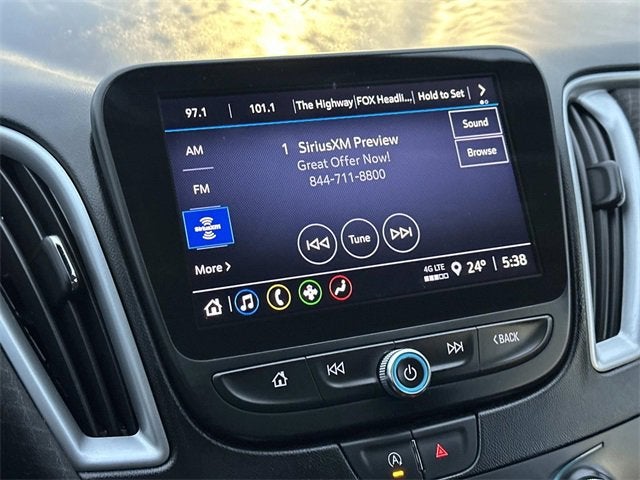 97.1 | 101.1 | The Highway | FOX Headli... | Hold to Set | >
AM
1 SiriusXM Preview
Sound
Great Offer Now!
Browse
844-711-8800
FM
SiriusXM
Tune
More >
4G LTE 24° | 5:38
< BACK
A